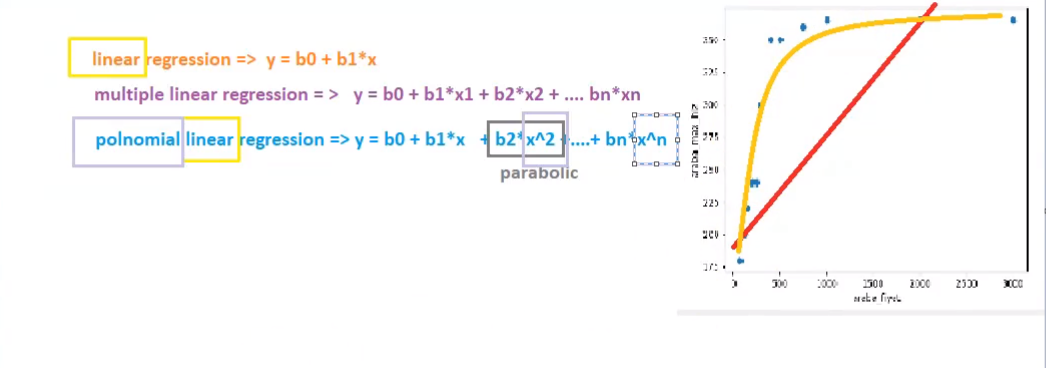 linear regression => y = b0 + b1*x
multiple linear regression = > y = b0 + b1*x1 + b2*x2 + .... bn*xn
polnomial linear regression => y = b0 + b1*x + b2*x^2 +....+ bn*x^n
parabolic
350
325
300
275
250
225
200
175
araba max hiz
0 500 1000 1500 2000 2500 3000
araba fiyat